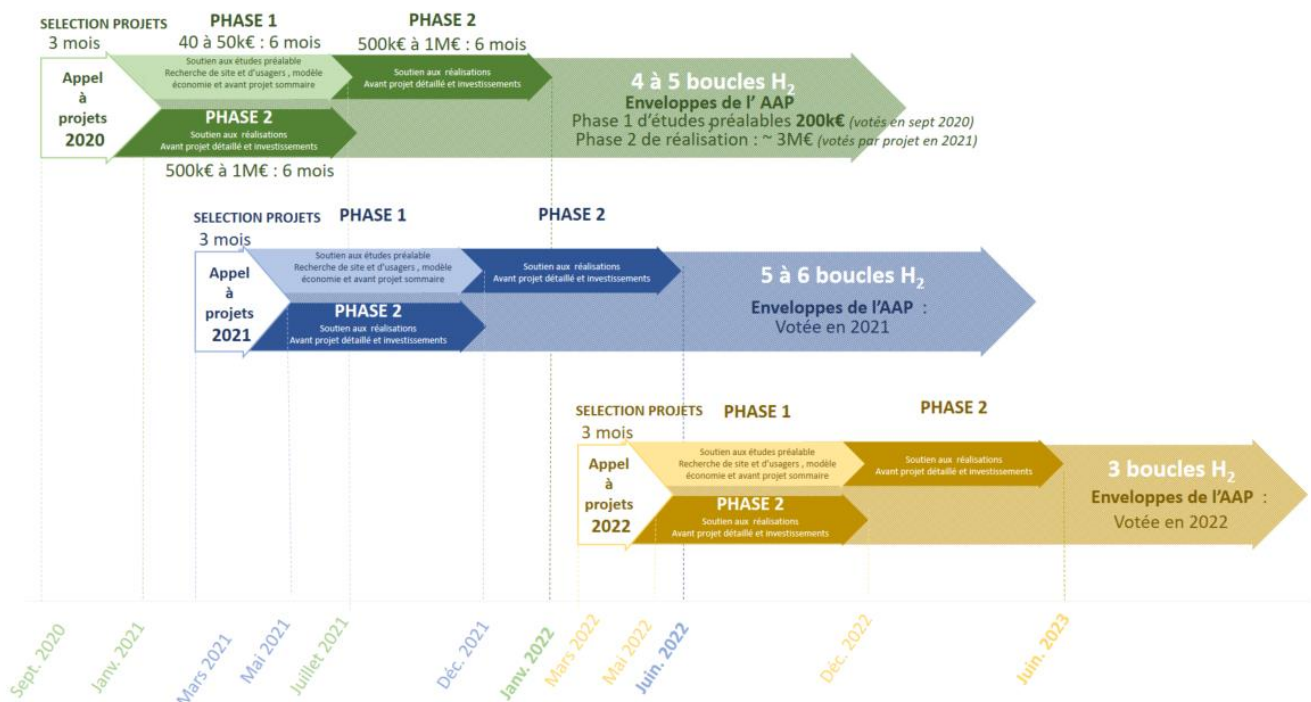 SELECTION PROJETS
3 mois
Appel
à
projets
2020
PHASE 1
40 à 50k€ : 6 mois
Soutien aux études préalable
Recherche de site et d'usagers , modèle
économie et avant projet sommaire
PHASE 2
500k€ à 1M€ : 6 mois
Soutien aux réalisations
Avant projet détaillé et investissements
PHASE 2
Soutien aux réalisations
Avant projet détaillé et investissements
500k€ à 1M€ : 6 mois
4 à 5 boucles H₂
Enveloppes de l' AAP
Phase 1 d'études préalables 200k€ (votés en sept 2020)
Phase 2 de réalisation : ~ 3M€ (votés par projet en 2021)
SELECTION PROJETS
3 mois
Appel
à
projets
2021
PHASE 1
Soutien aux études préalable
Recherche de site et d'usagers , modèle
économie et avant projet sommaire
PHASE 2
Soutien aux réalisations
Avant projet détaillé et investissements
PHASE 2
Soutien aux réalisations
Avant projet détaillé et investissements
5 à 6 boucles H₂
Enveloppes de l'AAP :
Votée en 2021
SELECTION PROJETS
3 mois
Appel
à
projets
2022
PHASE 1
Soutien aux études préalable
Recherche de site et d'usagers , modèle
économie et avant projet sommaire
PHASE 2
Soutien aux réalisations
Avant projet détaillé et investissements
PHASE 2
Soutien aux réalisations
Avant projet détaillé et investissements
3 boucles H₂
Enveloppes de l'AAP :
Votée en 2022
Sept. 2020
Janv. 2021
Mars 2021
Mai 2021
Juillet 2021
Déc. 2021
Janv. 2022
Mars 2022
Mai 2022
Juin. 2022
Déc. 2022
Juin. 2023